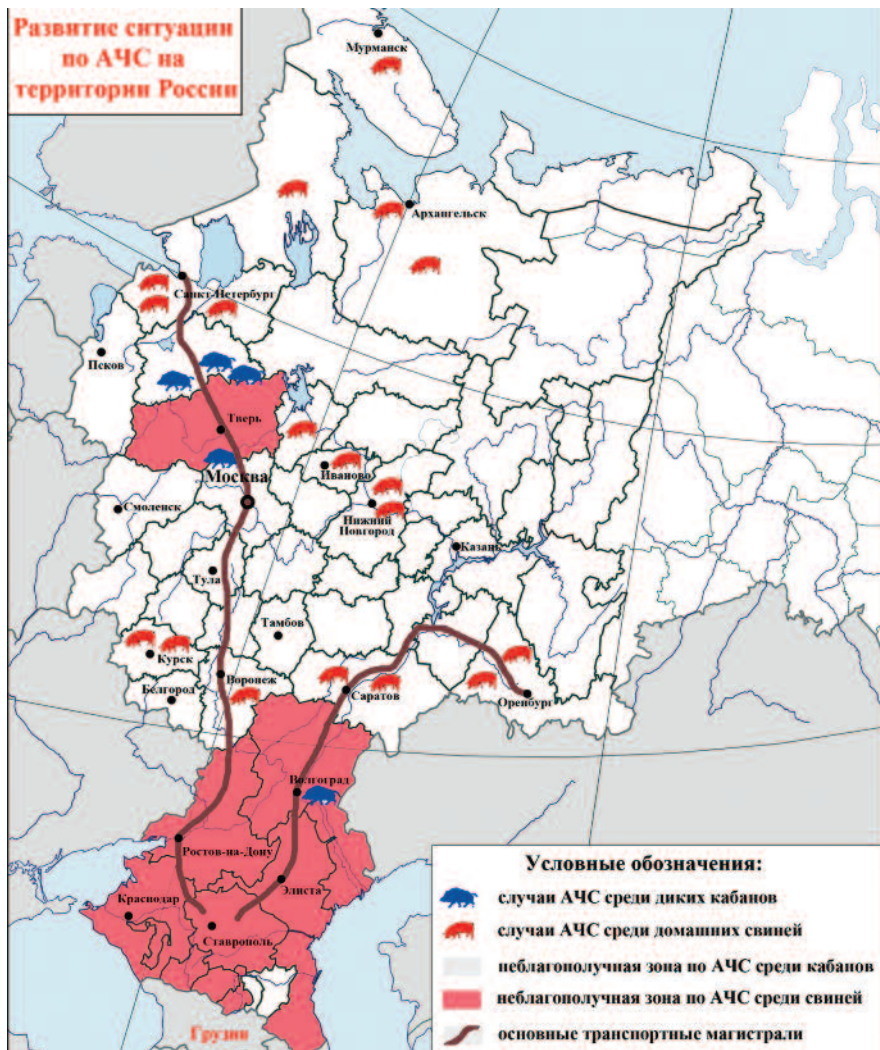 Развитие ситуации
по АЧС на
территории России
Мурманск
Архангельск
Санкт-Петербург
Псков
Тверь
Москва
Иваново
Смоленск
Нижний
Новгород
Казань
Тула
Тамбов
Курск
Воронеж
Белгород
Саратов
Оренбург
Волгоград
Ростов-на-Дону
Элиста
Краснодар
Ставрополь
Грузия
Условные обозначения:
случаи АЧС среди диких кабанов
случаи АЧС среди домашних свиней
неблагополучная зона по АЧС среди кабанов
неблагополучная зона по АЧС среди свиней
основные транспортные магистрали